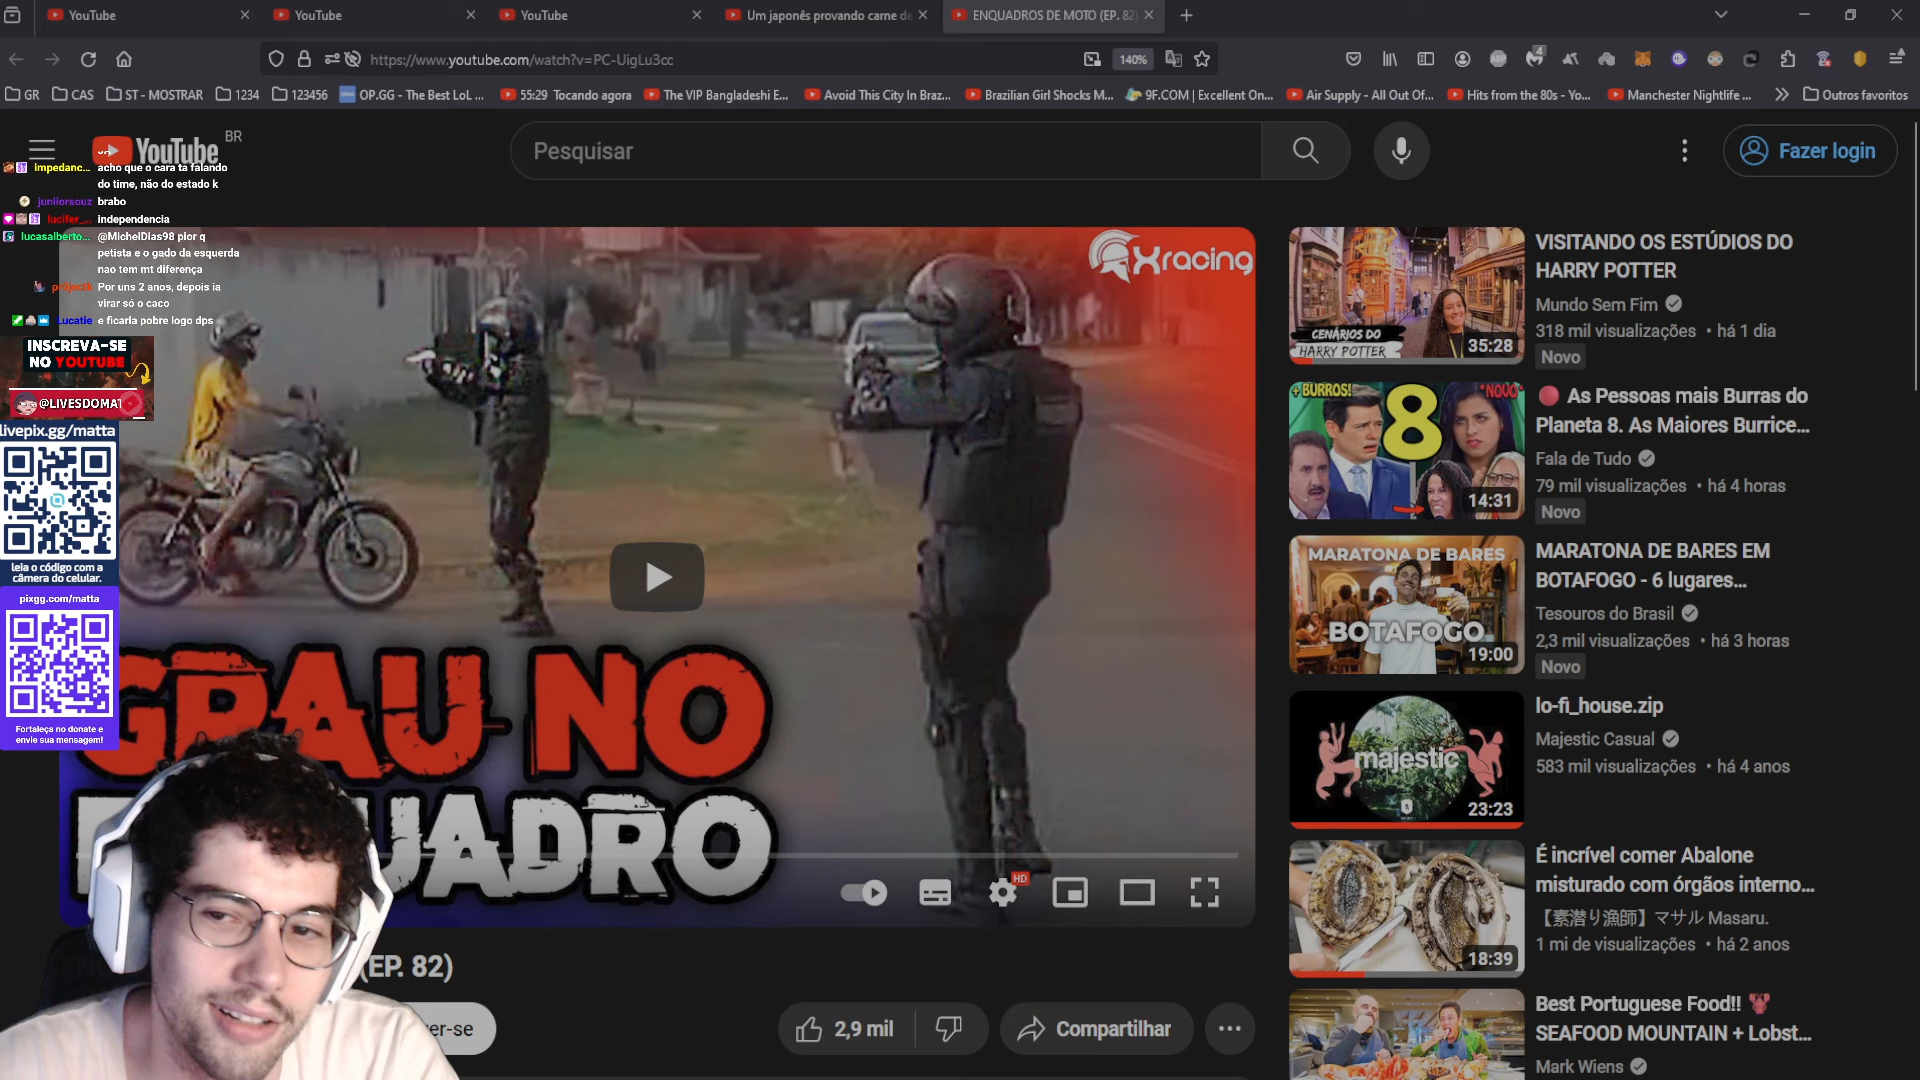 YouTube
YouTube
YouTube
Um japonês provando carne de
ENQUADROS DE MOTO (EP. 82)
https://www.youtube.com/watch?v=PC-UigLu3cc
140%
4
GR
CAS
ST - MOSTRAR
1234
123456
OP.GG - The Best LoL ...
55:29 Tocando agora
The VIP Bangladeshi E...
Avoid This City In Braz...
Brazilian Girl Shocks M...
9F.COM | Excellent On...
Air Supply - All Out Of...
Hits from the 80s - Yo...
Manchester Nightlife ...
Outros favoritos
YouTube BR
Pesquisar
Fazer login
impedanc... acho que o cara ta falando
do time, não do estado k
juniiorsouz brabo
lucifer_... independencia
lucasalberto... @MichelDias98 pior q
petista e o gado da esquerda
nao tem mt diferença
Por uns 2 anos, depois ia
virar só o caco
Lucatie e ficaria pobre logo dps
INSCREVA-SE
NO YOUTUBE
@LIVESDOMAT
livepix.gg/matta
leia o código com a
câmera do celular.
pixgg.com/matta
Fortaleça no donate e
envie sua mensagem!
Xracing
GRAU NO
UADRO
HD
(EP. 82)
er-se
2,9 mil
Compartilhar
CENÁRIOS DO
HARRY POTTER
35:28
VISITANDO OS ESTÚDIOS DO
HARRY POTTER
Mundo Sem Fim
318 mil visualizações • há 1 dia
Novo
+BURROS!
8
*NOVO*
14:31
As Pessoas mais Burras do
Planeta 8. As Maiores Burrice...
Fala de Tudo
79 mil visualizações • há 4 horas
Novo
MARATONA DE BARES
BOTAFOGO
19:00
MARATONA DE BARES EM
BOTAFOGO - 6 lugares...
Tesouros do Brasil
2,3 mil visualizações • há 3 horas
Novo
majestic
23:23
lo-fi_house.zip
Majestic Casual
583 mil visualizações • há 4 anos
18:39
É incrível comer Abalone
misturado com órgãos interno...
【素潜り漁師】マサル Masaru.
1 mi de visualizações • há 2 anos
Best Portuguese Food!!
SEAFOOD MOUNTAIN + Lobst...
Mark Wiens